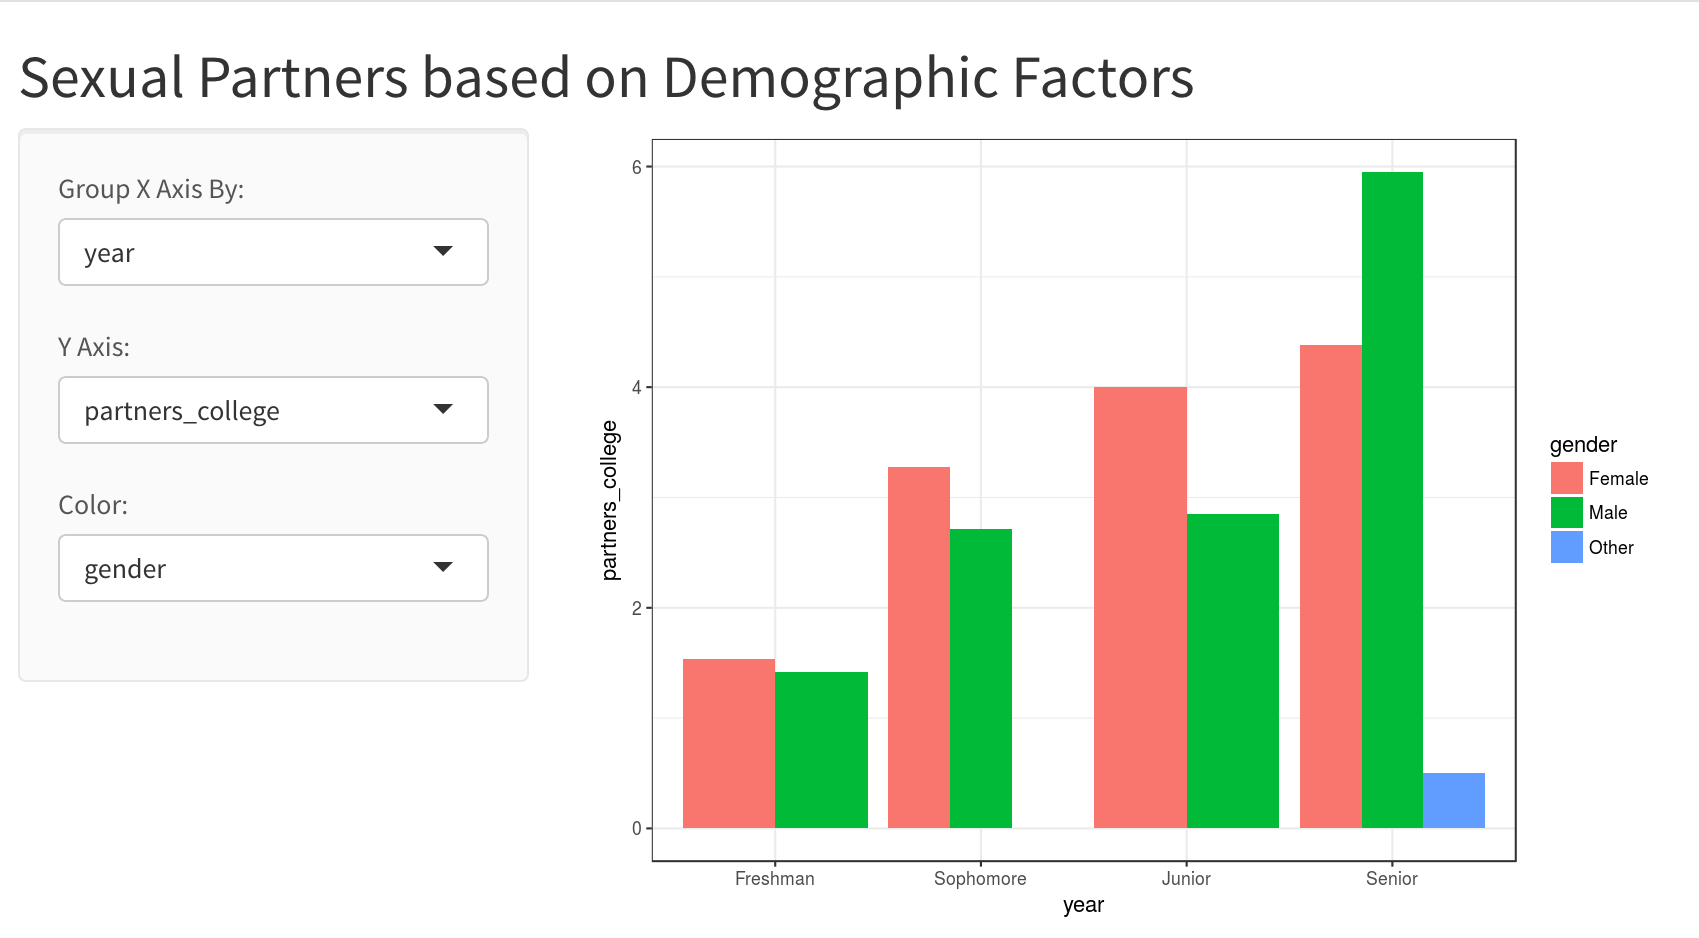 Sexual Partners based on Demographic Factors
Group X Axis By:
year
Y Axis:
partners_college
Color:
gender
partners_college
6
4
2
0
Freshman Sophomore Junior Senior
year
gender
Female
Male
Other